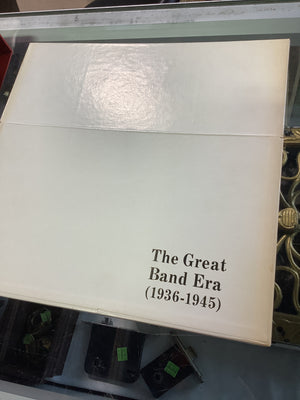 The Great
Band Era
(1936-1945)